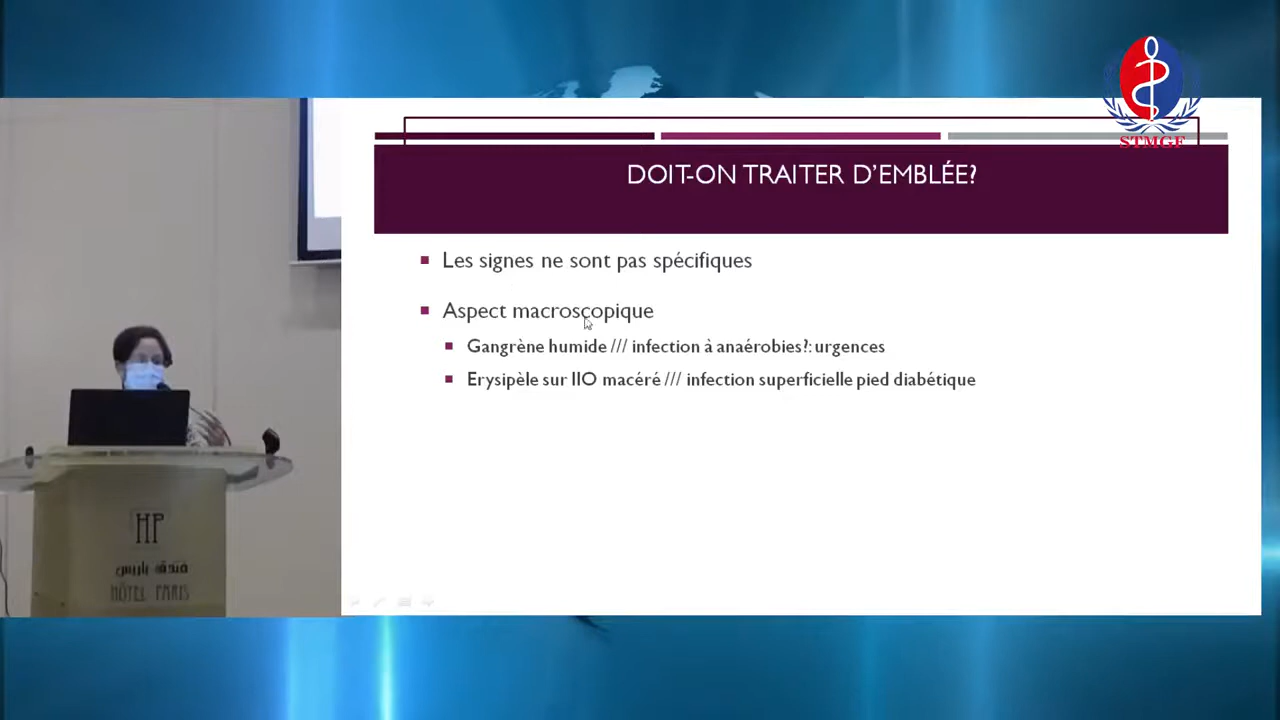 STMGF
DOIT-ON TRAITER D'EMBLÉE?
Les signes ne sont pas spécifiques
Aspect macroscopique
Gangrène humide /// infection à anaérobies?: urgences
Erysipèle sur IIO macéré /// infection superficielle pied diabétique
HP
فندق باريس
HÔTEL PARIS